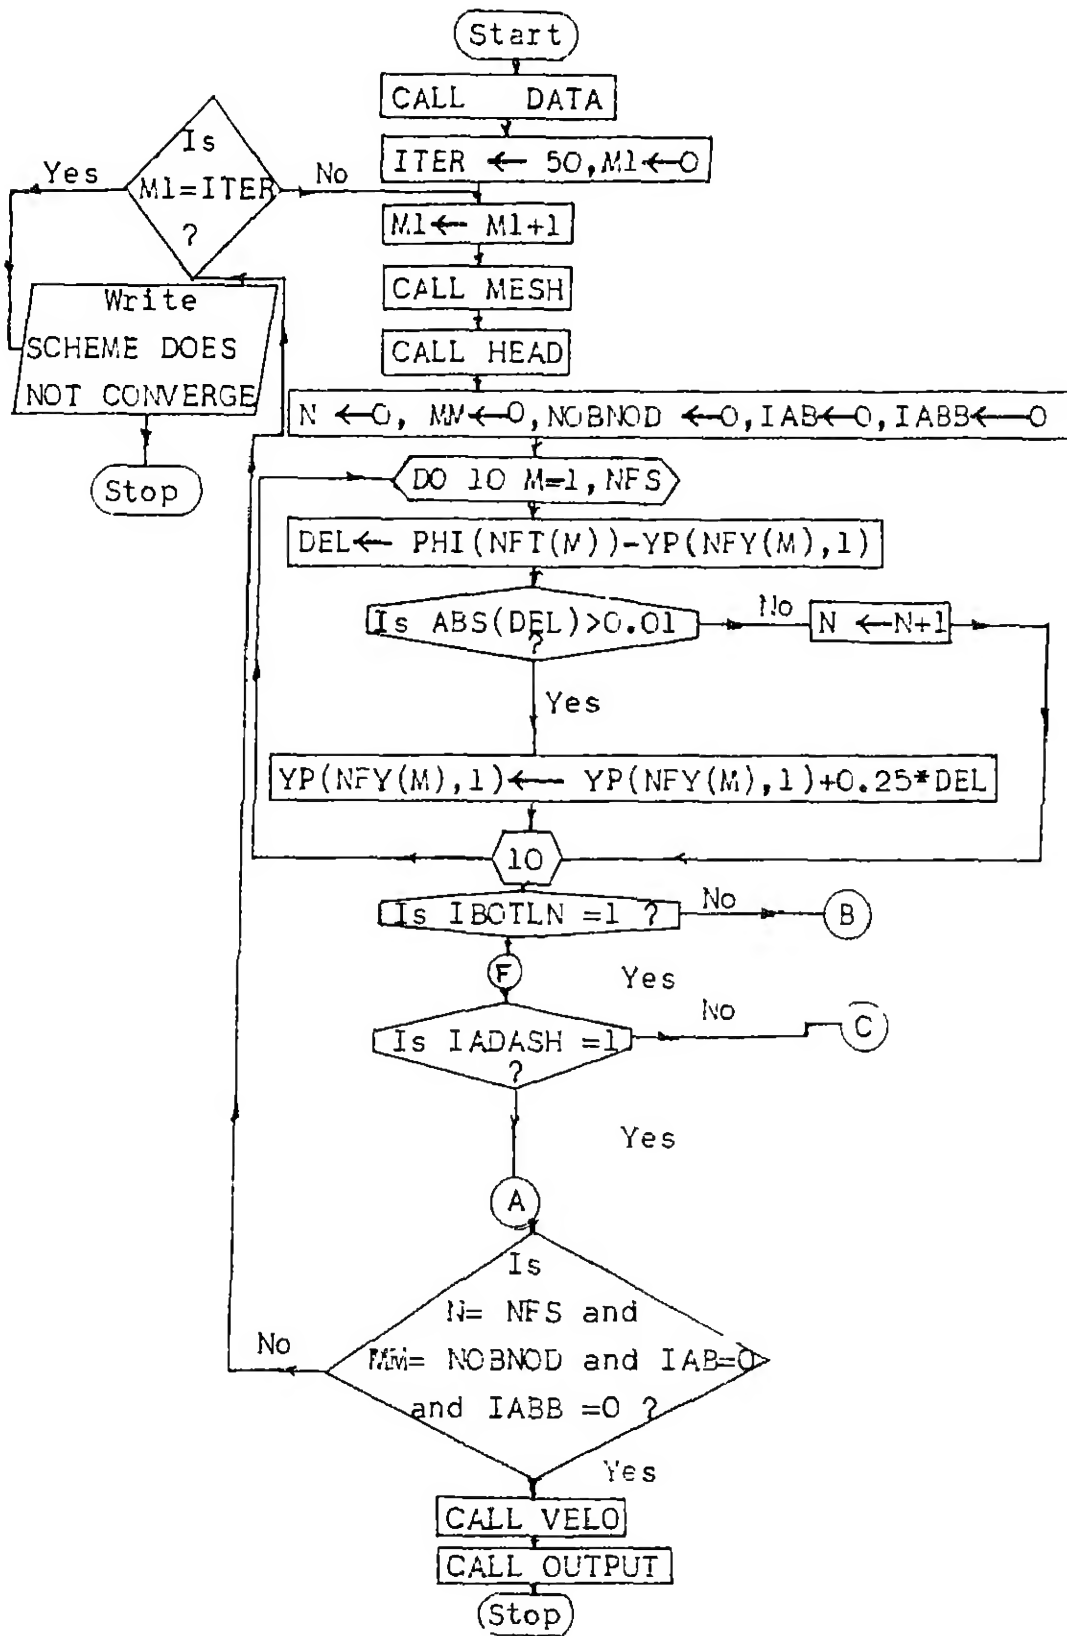 Start
CALL DATA
ITER ← 50,M1←0
Is
M1=ITER
?
Yes
No
M1← M1+1
CALL MESH
Write
SCHEME DOES
NOT CONVERGE
Stop
CALL HEAD
N ←0, MM←0,NOBNOD ←0,IAB←0,IABB←0
DO 10 M=1,NFS
DEL← PHI(NFT(M))-YP(NFY(M),1)
Is ABS(DEL)>0.01
?
No
N ←N+1
Yes
YP(NFY(M),1)← YP(NFY(M),1)+0.25*DEL
10
Is IBOTLN =1 ?
No
B
F
Yes
Is IADASH =1
?
No
C
Yes
A
Is
N= NFS and
MM= NOBNOD and IAB=0
and IABB =0 ?
No
Yes
CALL VELO
CALL OUTPUT
Stop